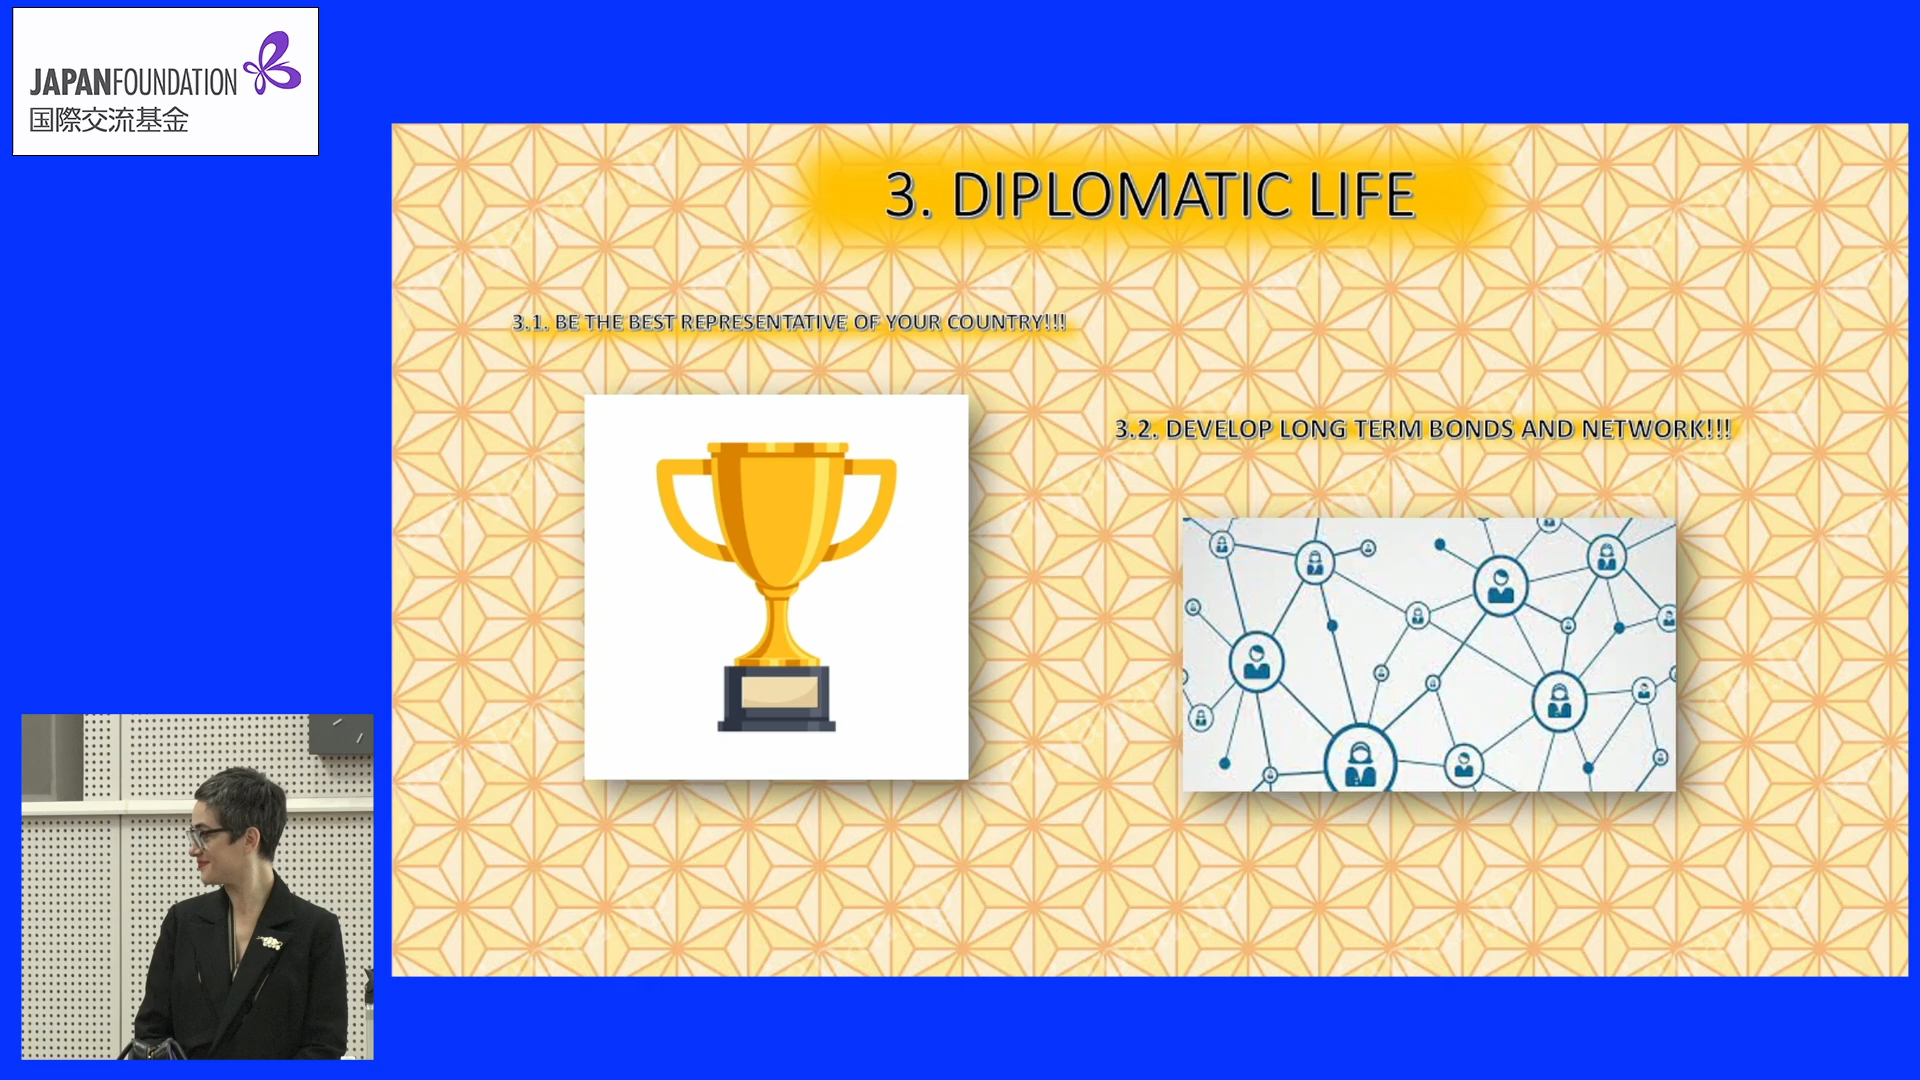 JAPANFOUNDATION
国際交流基金
3. DIPLOMATIC LIFE
3.1. BE THE BEST REPRESENTATIVE OF YOUR COUNTRY!!!
3.2. DEVELOP LONG TERM BONDS AND NETWORK!!!